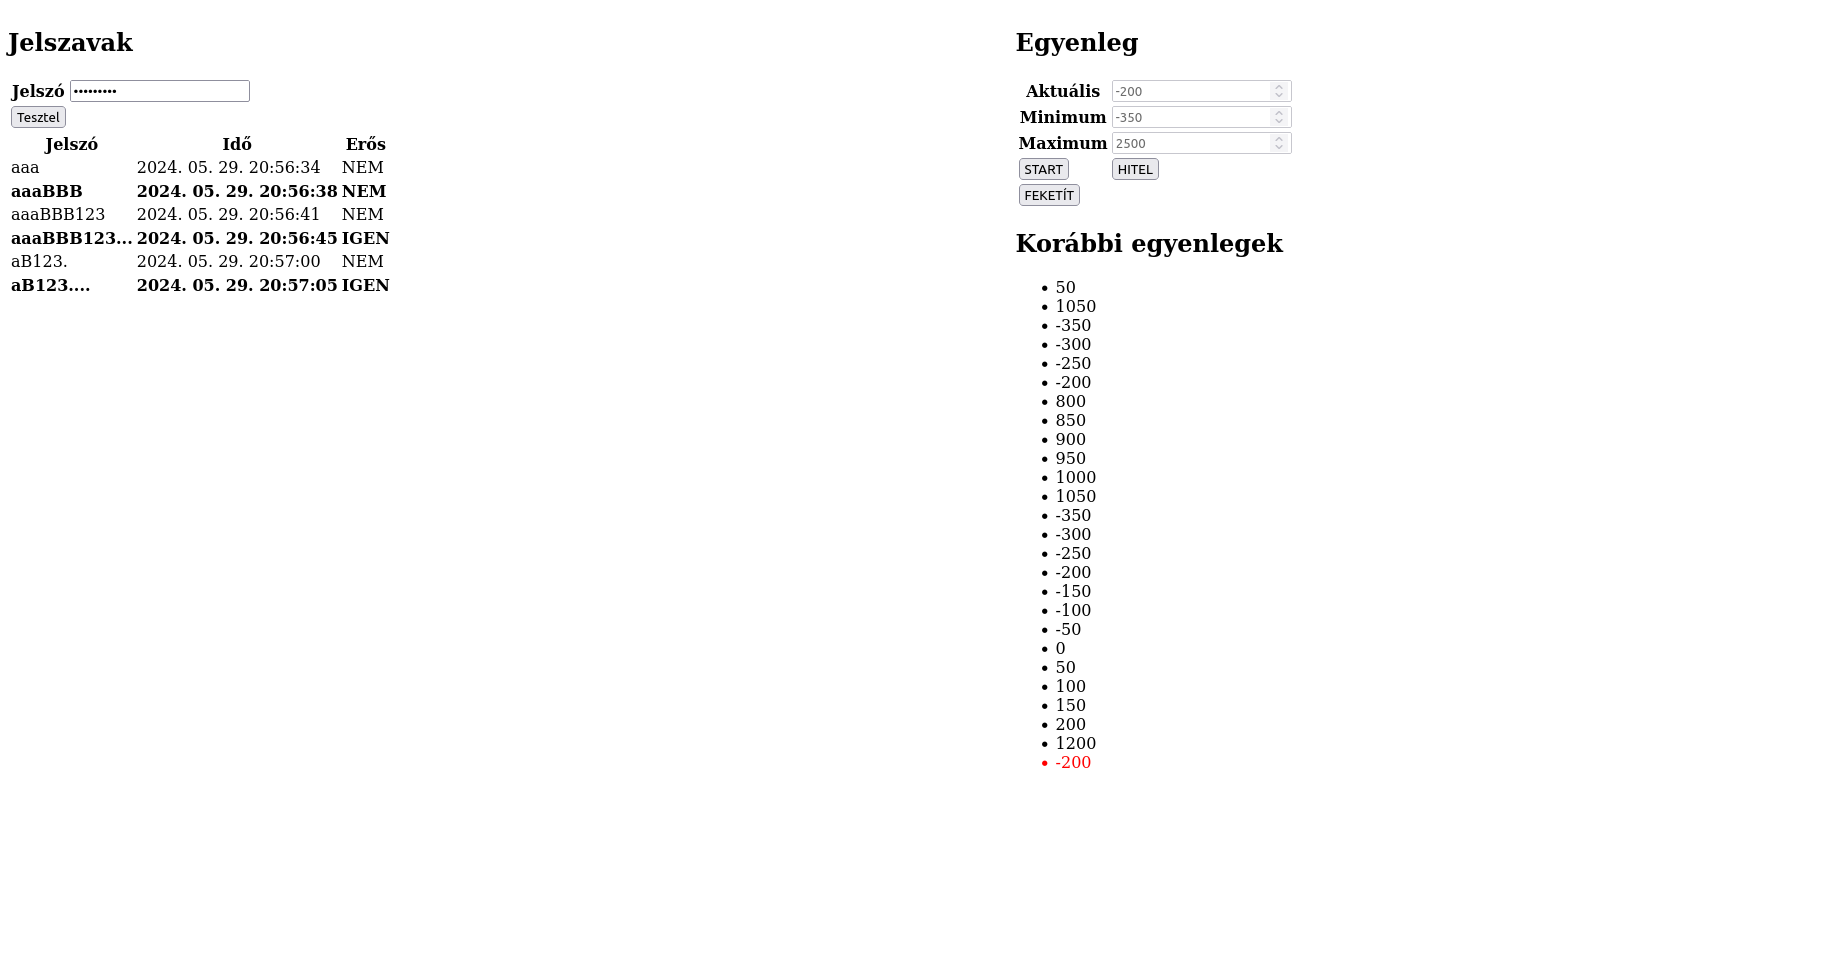 Jelszavak
Jelszó •••••••••
Tesztel
Jelszó Idő Erős
aaa 2024. 05. 29. 20:56:34 NEM
aaaBBB 2024. 05. 29. 20:56:38 NEM
aaaBBB123 2024. 05. 29. 20:56:41 NEM
aaaBBB123... 2024. 05. 29. 20:56:45 IGEN
aB123. 2024. 05. 29. 20:57:00 NEM
aB123.... 2024. 05. 29. 20:57:05 IGEN
Egyenleg
Aktuális -200
Minimum -350
Maximum 2500
START HITEL
FEKETÍT
Korábbi egyenlegek
• 50
• 1050
• -350
• -300
• -250
• -200
• 800
• 850
• 900
• 950
• 1000
• 1050
• -350
• -300
• -250
• -200
• -150
• -100
• -50
• 0
• 50
• 100
• 150
• 200
• 1200
• -200